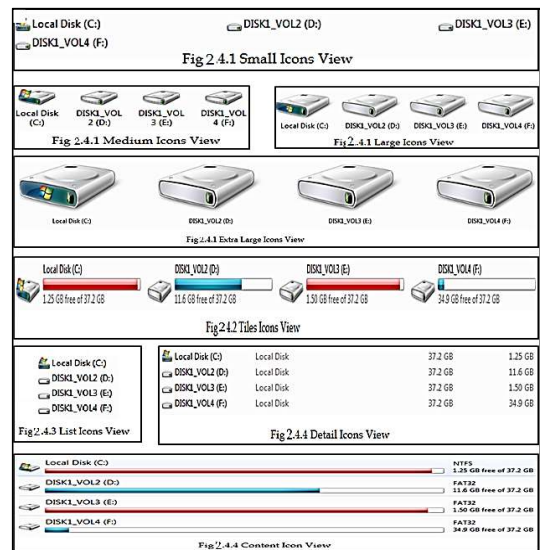 Local Disk (C:) DISK1_VOL2 (D:) DISK1_VOL3 (E:)
DISK1_VOL4 (F:)
Fig 2.4.1 Small Icons View
Local Disk (C:) DISK1_VOL 2 (D:) DISK1_VOL 3 (E:) DISK1_VOL 4 (F:)
Fig 2.4.1 Medium Icons View
Local Disk (C:) DISK1_VOL2 (D:) DISK1_VOL3 (E:) DISK1_VOL4 (F:)
Fig2.4.1 Large Icons View
Local Disk (C:) DISK1_VOL2 (D:) DISK1_VOL3 (E:) DISK1_VOL4 (F:)
Fig 2.4.1 Extra Large Icons View
Local Disk (C:) DISK1_VOL2 (D:) DISK1_VOL3 (E:) DISK1_VOL4 (F:)
1.25 GB free of 37.2 GB 11.6 GB free of 37.2 GB 1.50 GB free of 37.2 GB 34.9 GB free of 37.2 GB
Fig2.4.2 Tiles Icons View
Local Disk (C:)
DISK1_VOL2 (D:)
DISK1_VOL3 (E:)
DISK1_VOL4 (F:)
Fig2.4.3 List Icons View
Local Disk (C:) Local Disk 37.2 GB 1.25 GB
DISK1_VOL2 (D:) Local Disk 37.2 GB 11.6 GB
DISK1_VOL3 (E:) Local Disk 37.2 GB 1.50 GB
DISK1_VOL4 (F:) Local Disk 37.2 GB 34.9 GB
Fig 2.4.4 Detail Icons View
Local Disk (C:) NTFS
1.25 GB free of 37.2 GB
DISK1_VOL2 (D:) FAT32
11.6 GB free of 37.2 GB
DISK1_VOL3 (E:) FAT32
1.50 GB free of 37.2 GB
DISK1_VOL4 (F:) FAT32
34.9 GB free of 37.2 GB
Fig2.4.4 Content Icon View